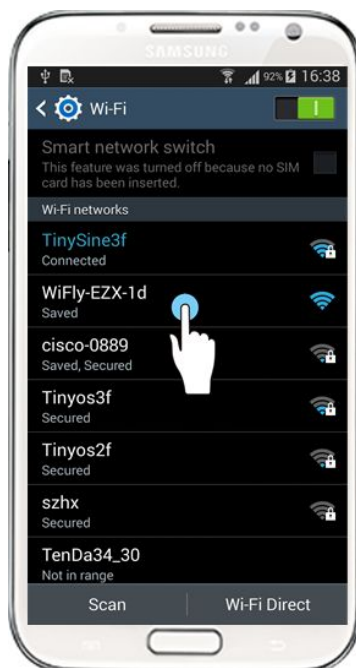 SAMSUNG
92% 16:38
Wi-Fi
Smart network switch
This feature was turned off because no SIM
card has been inserted.
Wi-Fi networks
TinySine3f
Connected
WiFly-EZX-1d
Saved
cisco-0889
Saved, Secured
Tinyos3f
Secured
Tinyos2f
Secured
szhx
Secured
TenDa34_30
Not in range
Scan Wi-Fi Direct